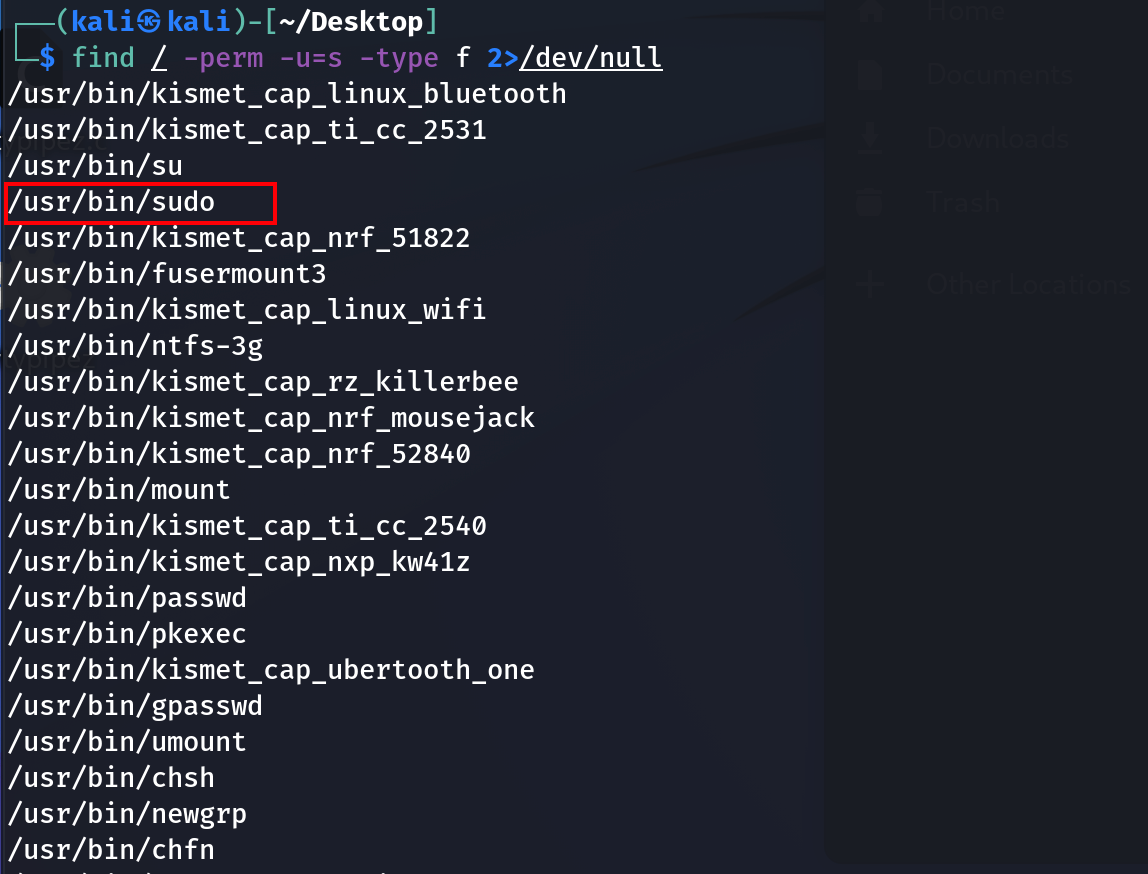 (kali㉿kali)-[~/Desktop]
$ find / -perm -u=s -type f 2>/dev/null
/usr/bin/kismet_cap_linux_bluetooth
/usr/bin/kismet_cap_ti_cc_2531
/usr/bin/su
/usr/bin/sudo
/usr/bin/kismet_cap_nrf_51822
/usr/bin/fusermount3
/usr/bin/kismet_cap_linux_wifi
/usr/bin/ntfs-3g
/usr/bin/kismet_cap_rz_killerbee
/usr/bin/kismet_cap_nrf_mousejack
/usr/bin/kismet_cap_nrf_52840
/usr/bin/mount
/usr/bin/kismet_cap_ti_cc_2540
/usr/bin/kismet_cap_nxp_kw41z
/usr/bin/passwd
/usr/bin/pkexec
/usr/bin/kismet_cap_ubertooth_one
/usr/bin/gpasswd
/usr/bin/umount
/usr/bin/chsh
/usr/bin/newgrp
/usr/bin/chfn
Home
Documents
Downloads
Trash
Other Locations